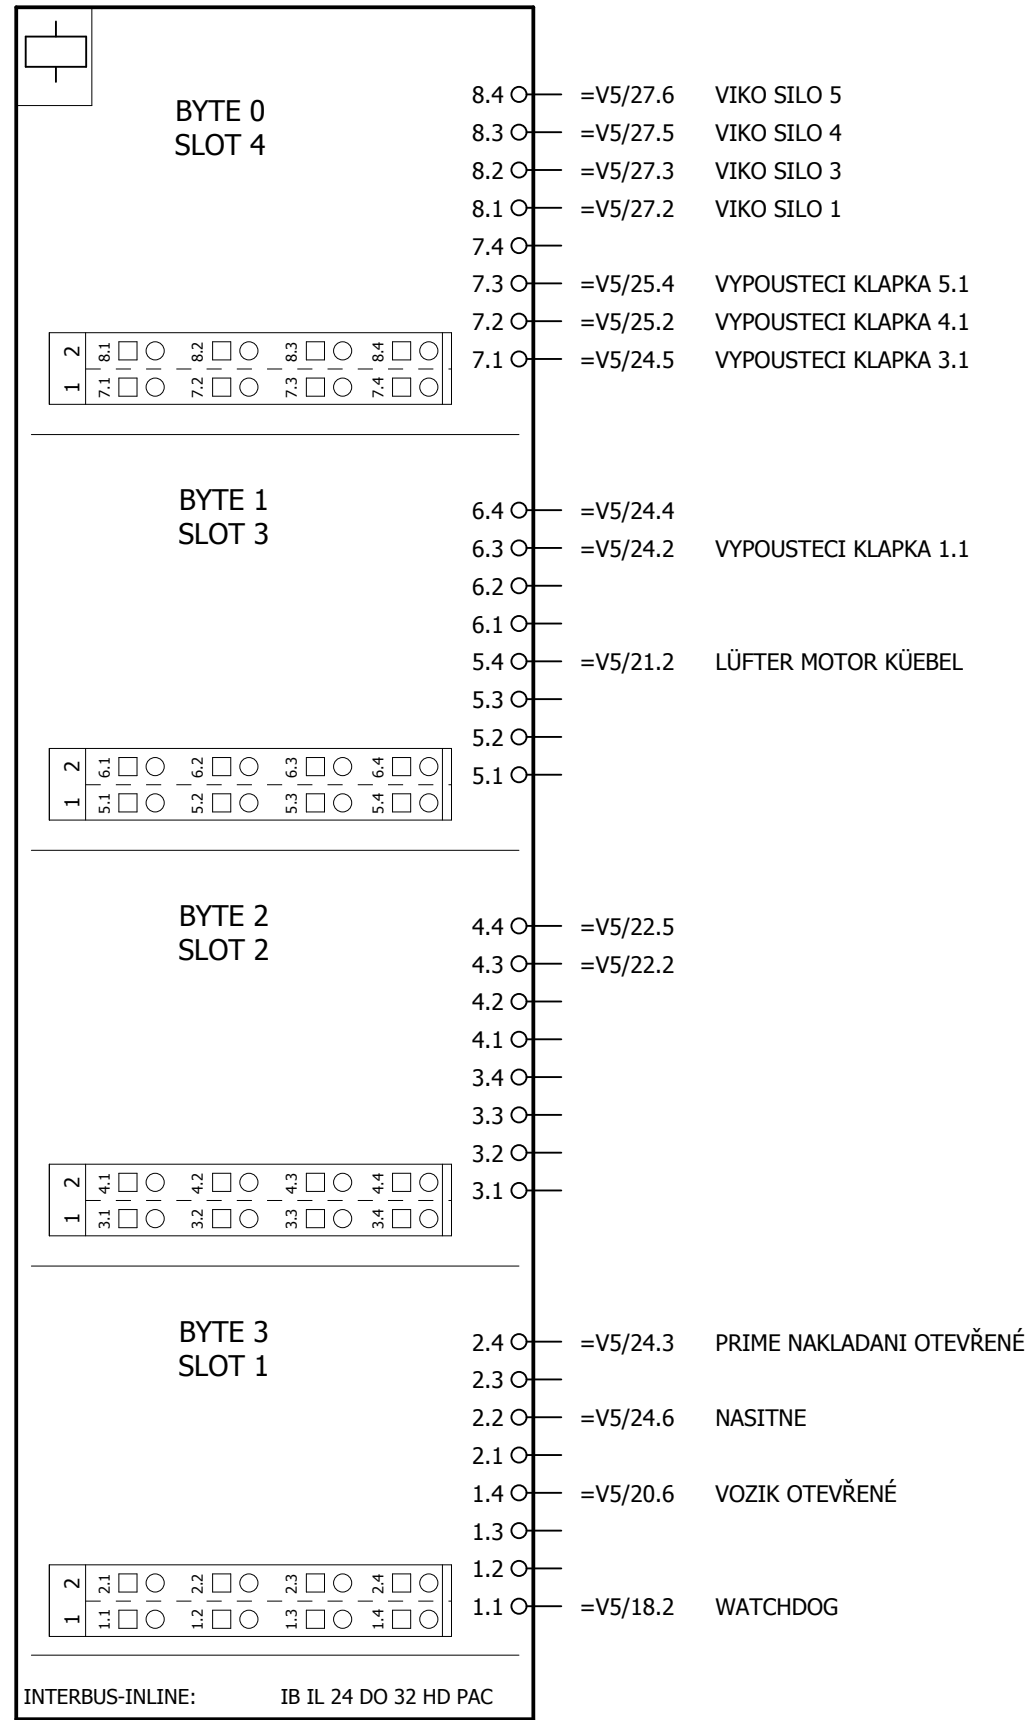 BYTE 0
SLOT 4
8.4 =V5/27.6 VIKO SILO 5
8.3 =V5/27.5 VIKO SILO 4
8.2 =V5/27.3 VIKO SILO 3
8.1 =V5/27.2 VIKO SILO 1
7.4
7.3 =V5/25.4 VYPOUSTECI KLAPKA 5.1
7.2 =V5/25.2 VYPOUSTECI KLAPKA 4.1
7.1 =V5/24.5 VYPOUSTECI KLAPKA 3.1
2 8.1 8.2 8.3 8.4
1 7.1 7.2 7.3 7.4
BYTE 1
SLOT 3
6.4 =V5/24.4
6.3 =V5/24.2 VYPOUSTECI KLAPKA 1.1
6.2
6.1
5.4 =V5/21.2 LÜFTER MOTOR KÜEBEL
5.3
5.2
5.1
2 6.1 6.2 6.3 6.4
1 5.1 5.2 5.3 5.4
BYTE 2
SLOT 2
4.4 =V5/22.5
4.3 =V5/22.2
4.2
4.1
3.4
3.3
3.2
3.1
2 4.1 4.2 4.3 4.4
1 3.1 3.2 3.3 3.4
BYTE 3
SLOT 1
2.4 =V5/24.3 PRIME NAKLADANI OTEVŘENÉ
2.3
2.2 =V5/24.6 NASITNE
2.1
1.4 =V5/20.6 VOZIK OTEVŘENÉ
1.3
1.2
1.1 =V5/18.2 WATCHDOG
2 2.1 2.2 2.3 2.4
1 1.1 1.2 1.3 1.4
INTERBUS-INLINE: IB IL 24 DO 32 HD PAC